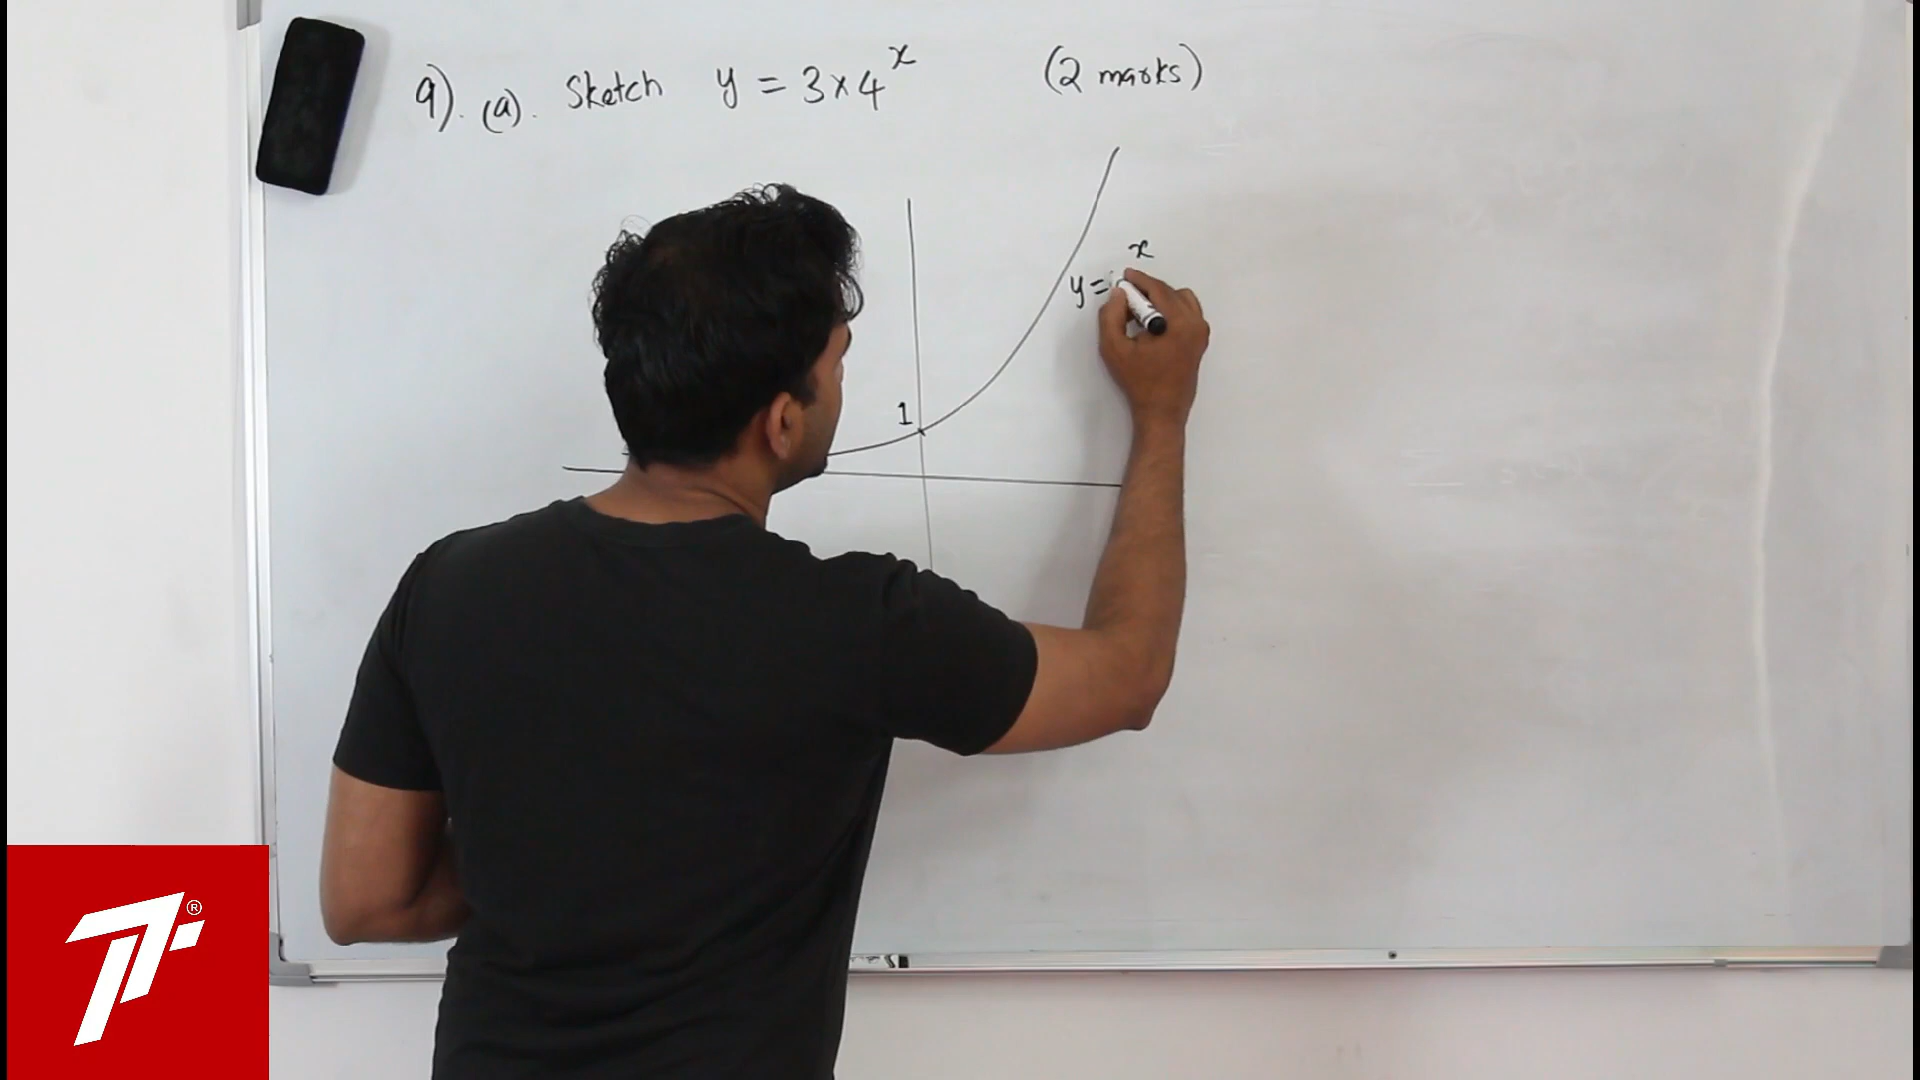 9). (a). Sketch y = 3×4^x (2 marks)
x
y =
1
®